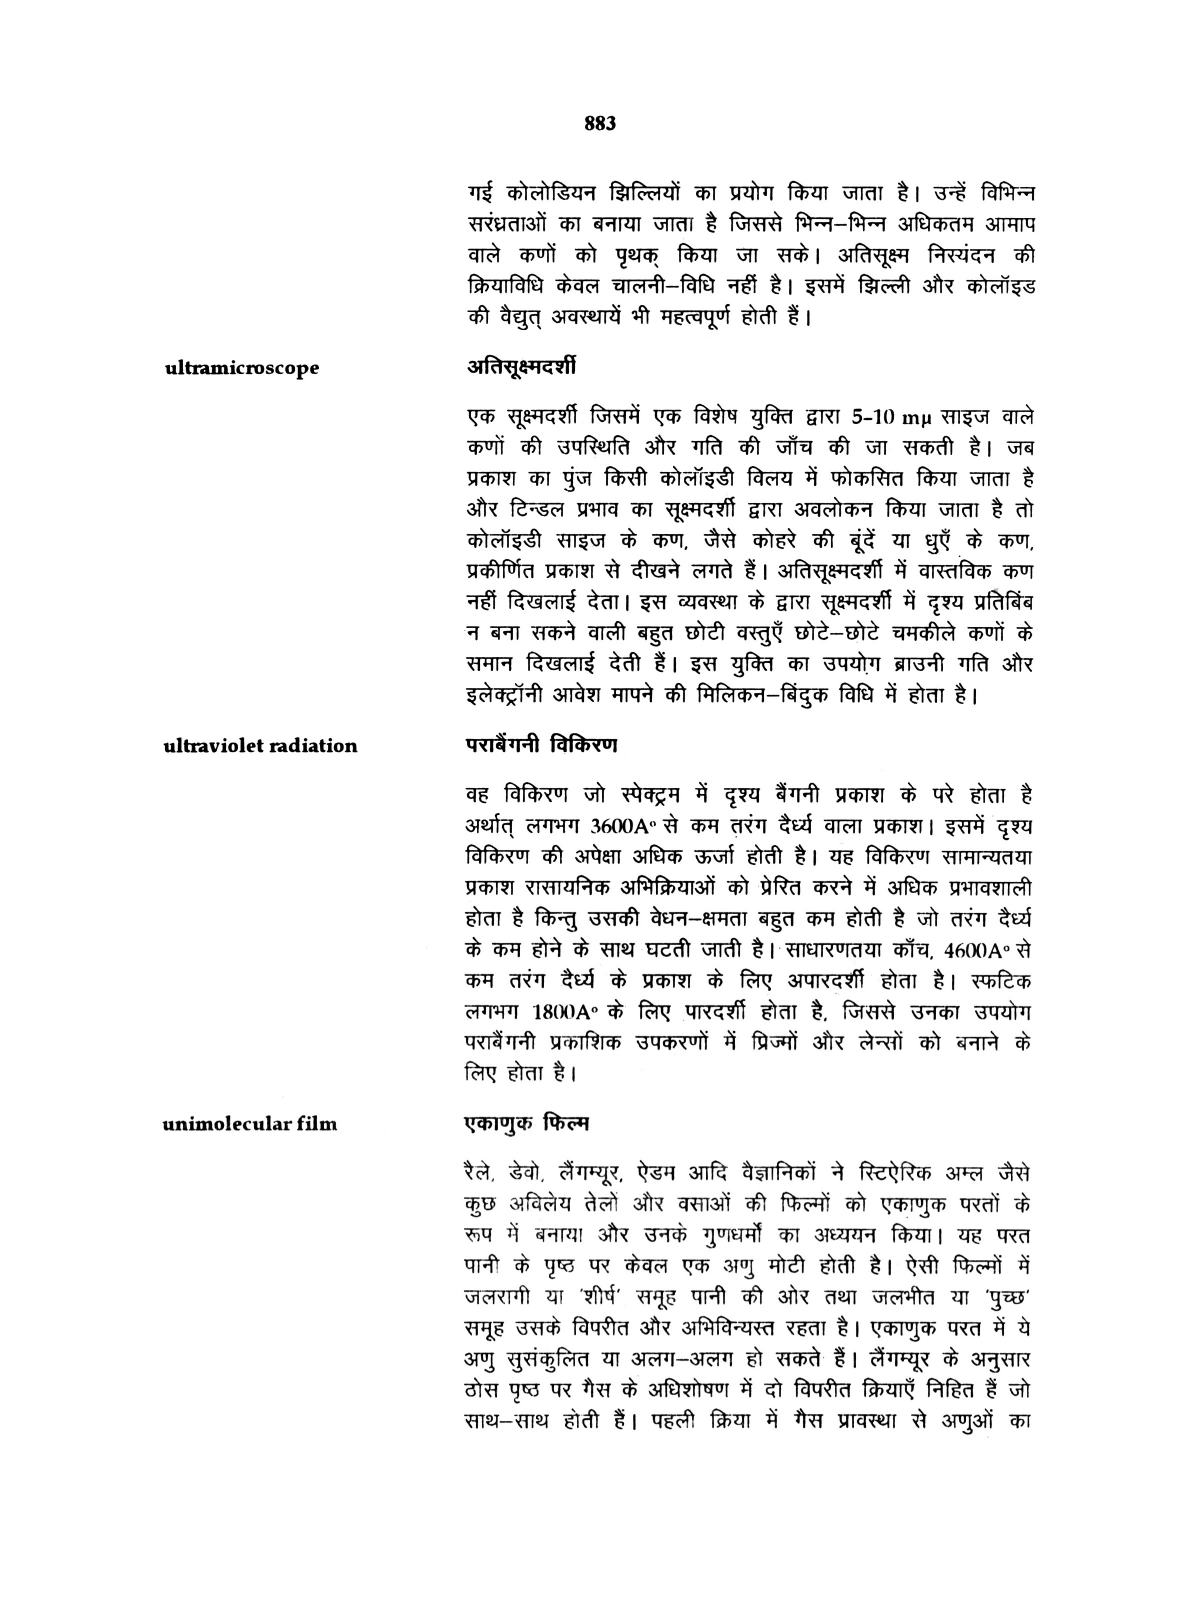 883
गई कोलोडियन झिल्लियों का प्रयोग किया जाता है। उन्हें विभिन्न
सरंध्रताओं का बनाया जाता है जिससे भिन्न–भिन्न अधिकतम आमाप
वाले कणों को पृथक् किया जा सके। अतिसूक्ष्म निस्यंदन की
क्रियाविधि केवल चालनी–विधि नहीं है। इसमें झिल्ली और कोलॉइड
की वैद्युत् अवस्थायें भी महत्वपूर्ण होती हैं।
ultramicroscope अतिसूक्ष्मदर्शी
एक सूक्ष्मदर्शी जिसमें एक विशेष युक्ति द्वारा 5–10 mµ साइज वाले
कणों की उपस्थिति और गति की जाँच की जा सकती है। जब
प्रकाश का पुंज किसी कोलॉइडी विलय में फोकसित किया जाता है
और टिन्डल प्रभाव का सूक्ष्मदर्शी द्वारा अवलोकन किया जाता है तो
कोलॉइडी साइज के कण, जैसे कोहरे की बूंदें या धुएँ के कण,
प्रकीर्णित प्रकाश से दीखने लगते हैं। अतिसूक्ष्मदर्शी में वास्तविक कण
नहीं दिखलाई देता। इस व्यवस्था के द्वारा सूक्ष्मदर्शी में दृश्य प्रतिबिंब
न बना सकने वाली बहुत छोटी वस्तुएँ छोटे–छोटे चमकीले कणों के
समान दिखलाई देती हैं। इस युक्ति का उपयोग ब्राउनी गति और
इलेक्ट्रॉनी आवेश मापने की मिलिकन–बिंदुक विधि में होता है।
ultraviolet radiation पराबैंगनी विकिरण
वह विकिरण जो स्पेक्ट्रम में दृश्य बैंगनी प्रकाश के परे होता है
अर्थात् लगभग 3600A° से कम तरंग दैर्ध्य वाला प्रकाश। इसमें दृश्य
विकिरण की अपेक्षा अधिक ऊर्जा होती है। यह विकिरण सामान्यतया
प्रकाश रासायनिक अभिक्रियाओं को प्रेरित करने में अधिक प्रभावशाली
होता है किन्तु उसकी वेधन–क्षमता बहुत कम होती है जो तरंग दैर्ध्य
के कम होने के साथ घटती जाती है। साधारणतया काँच, 4600A° से
कम तरंग दैर्ध्य के प्रकाश के लिए अपारदर्शी होता है। स्फटिक
लगभग 1800A° के लिए पारदर्शी होता है, जिससे उनका उपयोग
पराबैंगनी प्रकाशिक उपकरणों में प्रिज्मों और लेन्सों को बनाने के
लिए होता है।
unimolecular film एकाणुक फिल्म
रैले, डेवो, लैंगम्यूर, ऐडम आदि वैज्ञानिकों ने स्टिऐरिक अम्ल जैसे
कुछ अविलेय तेलों और वसाओं की फिल्मों को एकाणुक परतों के
रूप में बनाया और उनके गुणधर्मों का अध्ययन किया। यह परत
पानी के पृष्ठ पर केवल एक अणु मोटी होती है। ऐसी फिल्मों में
जलरागी या 'शीर्ष' समूह पानी की ओर तथा जलभीत या 'पुच्छ'
समूह उसके विपरीत और अभिविन्यस्त रहता है। एकाणुक परत में ये
अणु सुसंकुलित या अलग–अलग हो सकते हैं। लैंगम्यूर के अनुसार
ठोस पृष्ठ पर गैस के अधिशोषण में दो विपरीत क्रियाएँ निहित हैं जो
साथ–साथ होती हैं। पहली क्रिया में गैस प्रावस्था से अणुओं का